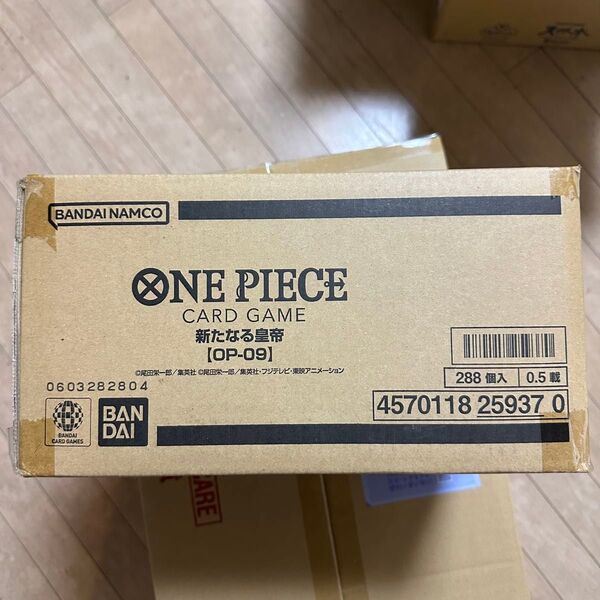 BANDAI NAMCO
ONE PIECE
CARD GAME
新たなる皇帝
【OP-09】
©尾田栄一郎／集英社 ©尾田栄一郎／集英社・フジテレビ・東映アニメーション
0603282804
BANDAI
CARD GAMES
BAN
DAI
288 個入
0.5 載
4570118 25937 0
CARE